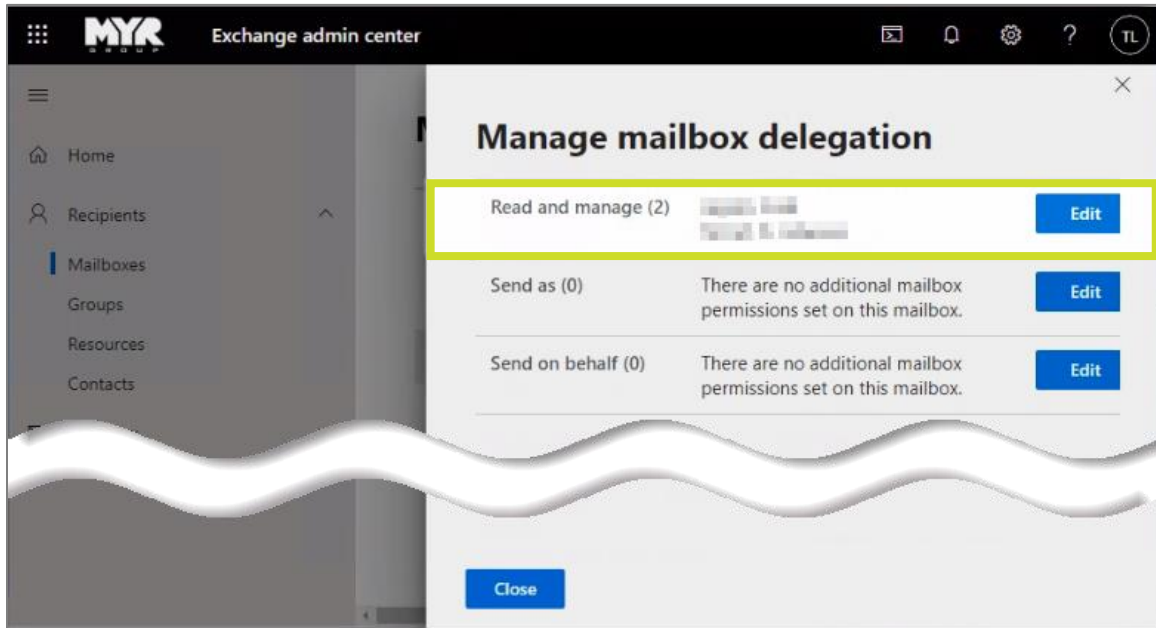 MYR
GROUP
Exchange admin center
?
TL
Home
Recipients
Mailboxes
Groups
Resources
Contacts
Manage mailbox delegation
Read and manage (2)
Edit
Send as (0)
There are no additional mailbox
permissions set on this mailbox.
Edit
Send on behalf (0)
There are no additional mailbox
permissions set on this mailbox.
Edit
Close